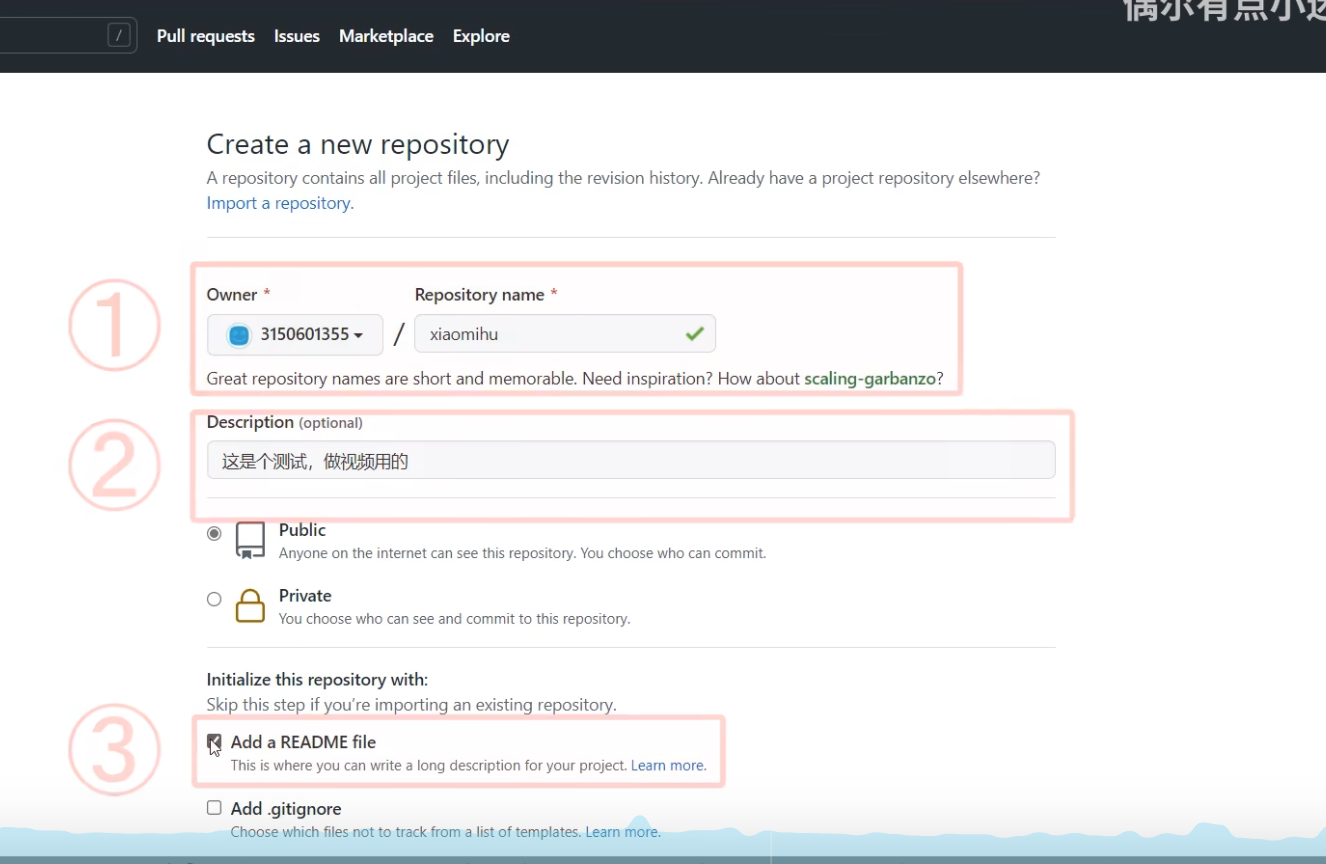 偶尔有点小
/ Pull requests Issues Marketplace Explore
Create a new repository
A repository contains all project files, including the revision history. Already have a project repository elsewhere?
Import a repository.
① Owner * Repository name *
3150601355 / xiaomihu
Great repository names are short and memorable. Need inspiration? How about scaling-garbanzo?
② Description (optional)
这是个测试，做视频用的
Public
Anyone on the internet can see this repository. You choose who can commit.
Private
You choose who can see and commit to this repository.
Initialize this repository with:
Skip this step if you’re importing an existing repository.
③ Add a README file
This is where you can write a long description for your project. Learn more.
Add .gitignore
Choose which files not to track from a list of templates. Learn more.